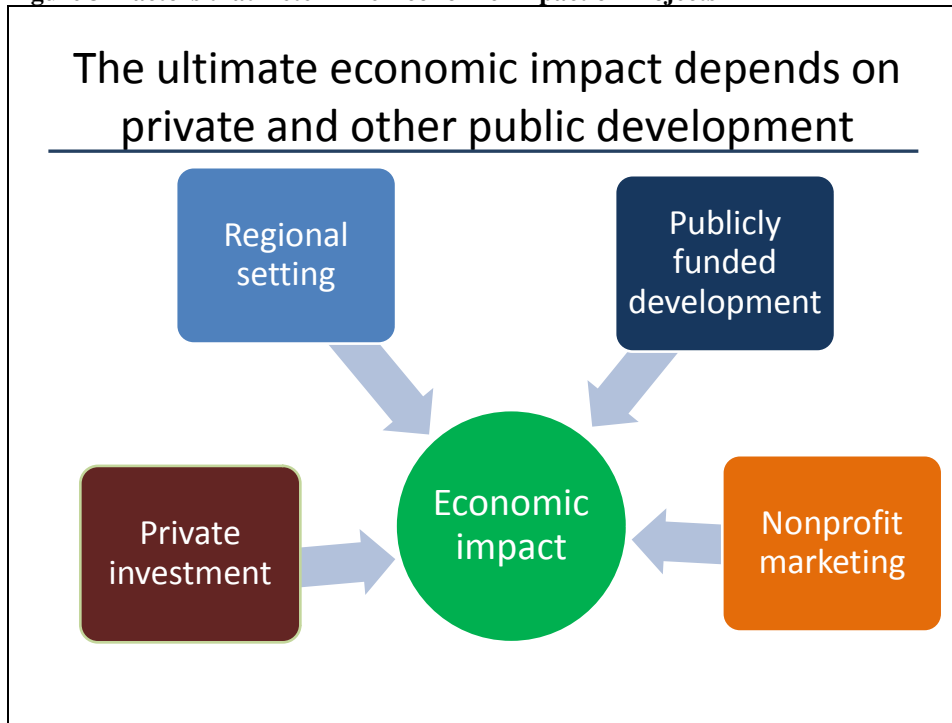 The ultimate economic impact depends on
private and other public development
Regional
setting
Publicly
funded
development
Private
investment
Economic
impact
Nonprofit
marketing